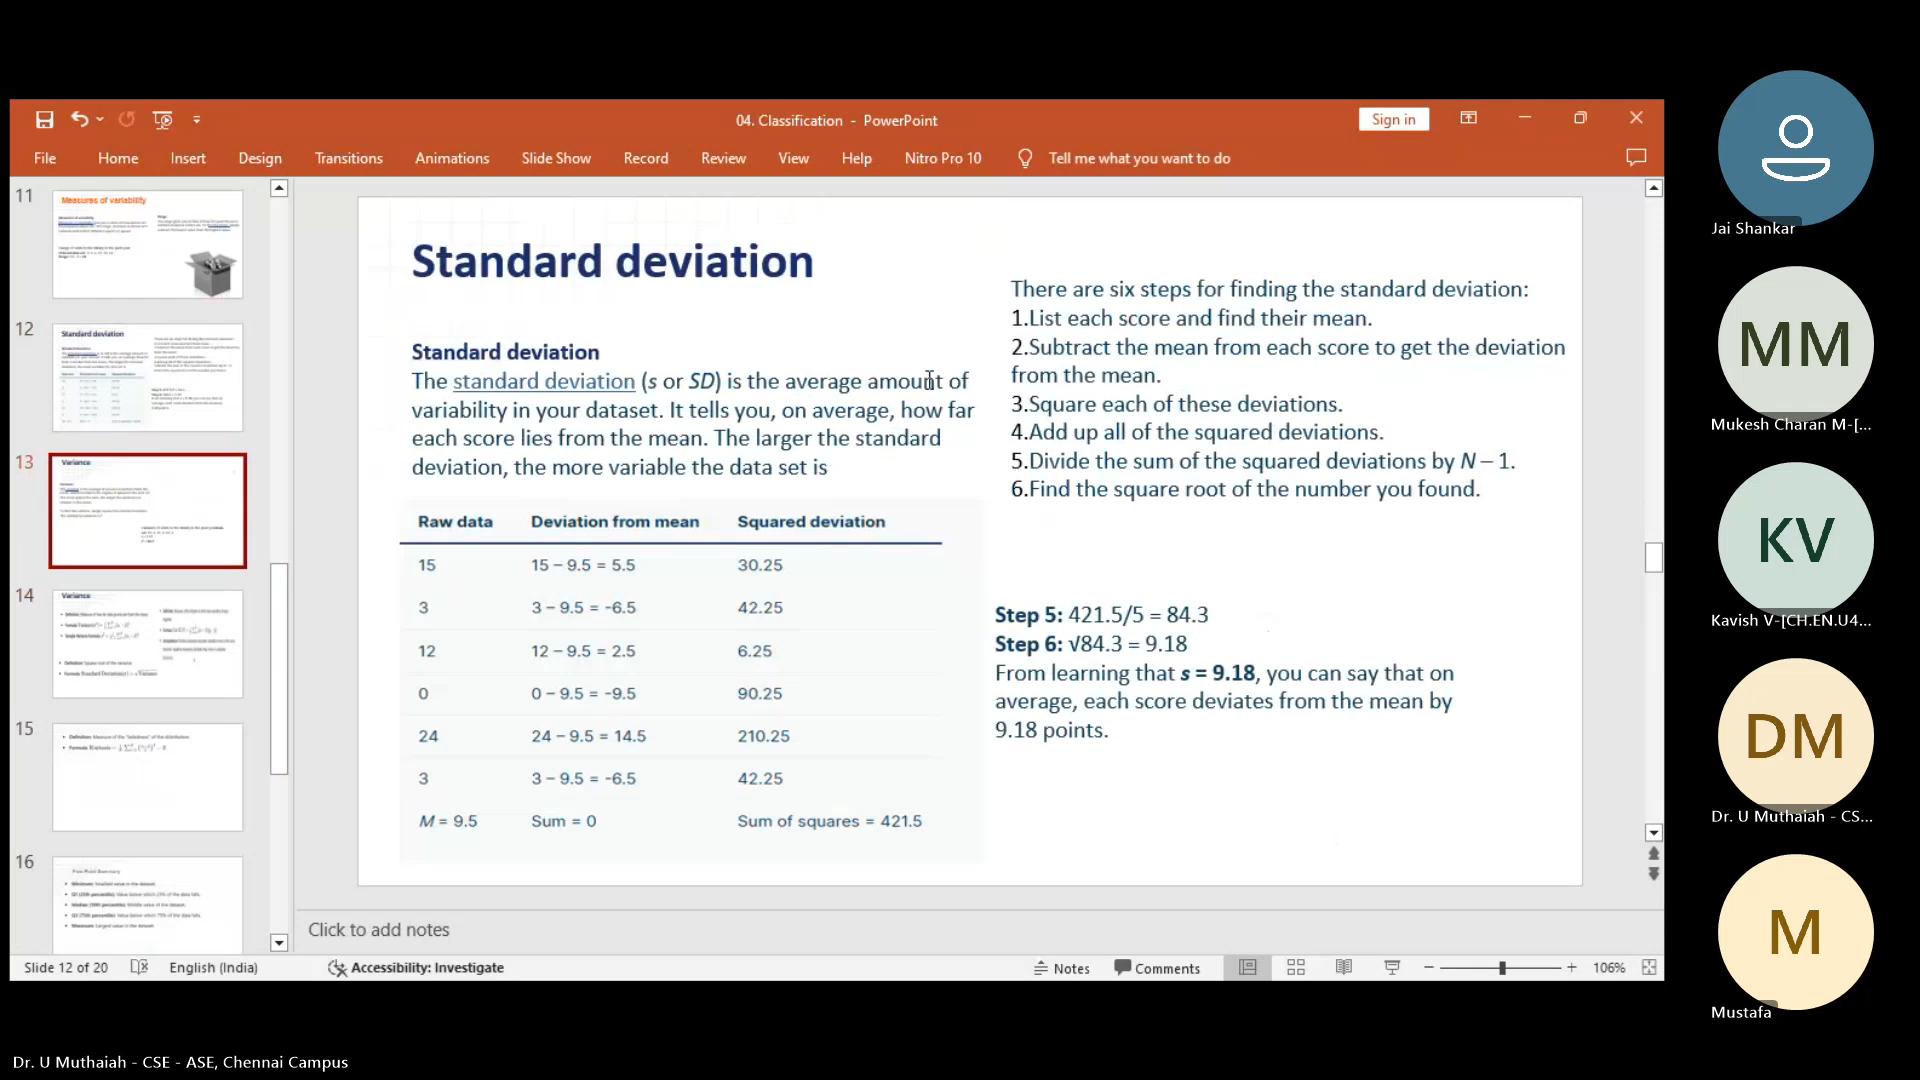 04. Classification - PowerPoint
Sign in
File Home Insert Design Transitions Animations Slide Show Record Review View Help Nitro Pro 10 Tell me what you want to do
11
Measures of variability
12
Standard deviation
13
Variance
14
Variance
15
16
Standard deviation
Standard deviation
The standard deviation (s or SD) is the average amount of
variability in your dataset. It tells you, on average, how far
each score lies from the mean. The larger the standard
deviation, the more variable the data set is
Raw data Deviation from mean Squared deviation
15 15 – 9.5 = 5.5 30.25
3 3 – 9.5 = -6.5 42.25
12 12 – 9.5 = 2.5 6.25
0 0 – 9.5 = -9.5 90.25
24 24 – 9.5 = 14.5 210.25
3 3 – 9.5 = -6.5 42.25
M = 9.5 Sum = 0 Sum of squares = 421.5
There are six steps for finding the standard deviation:
1.List each score and find their mean.
2.Subtract the mean from each score to get the deviation
from the mean.
3.Square each of these deviations.
4.Add up all of the squared deviations.
5.Divide the sum of the squared deviations by N – 1.
6.Find the square root of the number you found.
Step 5: 421.5/5 = 84.3
Step 6: √84.3 = 9.18
From learning that s = 9.18, you can say that on
average, each score deviates from the mean by
9.18 points.
Click to add notes
Slide 12 of 20 English (India) Accessibility: Investigate Notes Comments 106%
Jai Shankar
MM
Mukesh Charan M-[...
KV
Kavish V-[CH.EN.U4...
DM
Dr. U Muthaiah - CS...
M
Mustafa
Dr. U Muthaiah - CSE - ASE, Chennai Campus